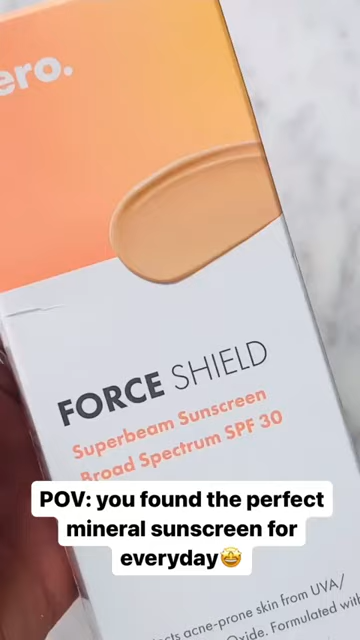 ero.
FORCE SHIELD
Superbeam Sunscreen
Broad Spectrum SPF 30
POV: you found the perfect
mineral sunscreen for
everyday🤩
acne-prone skin from UVA/
Formulated with